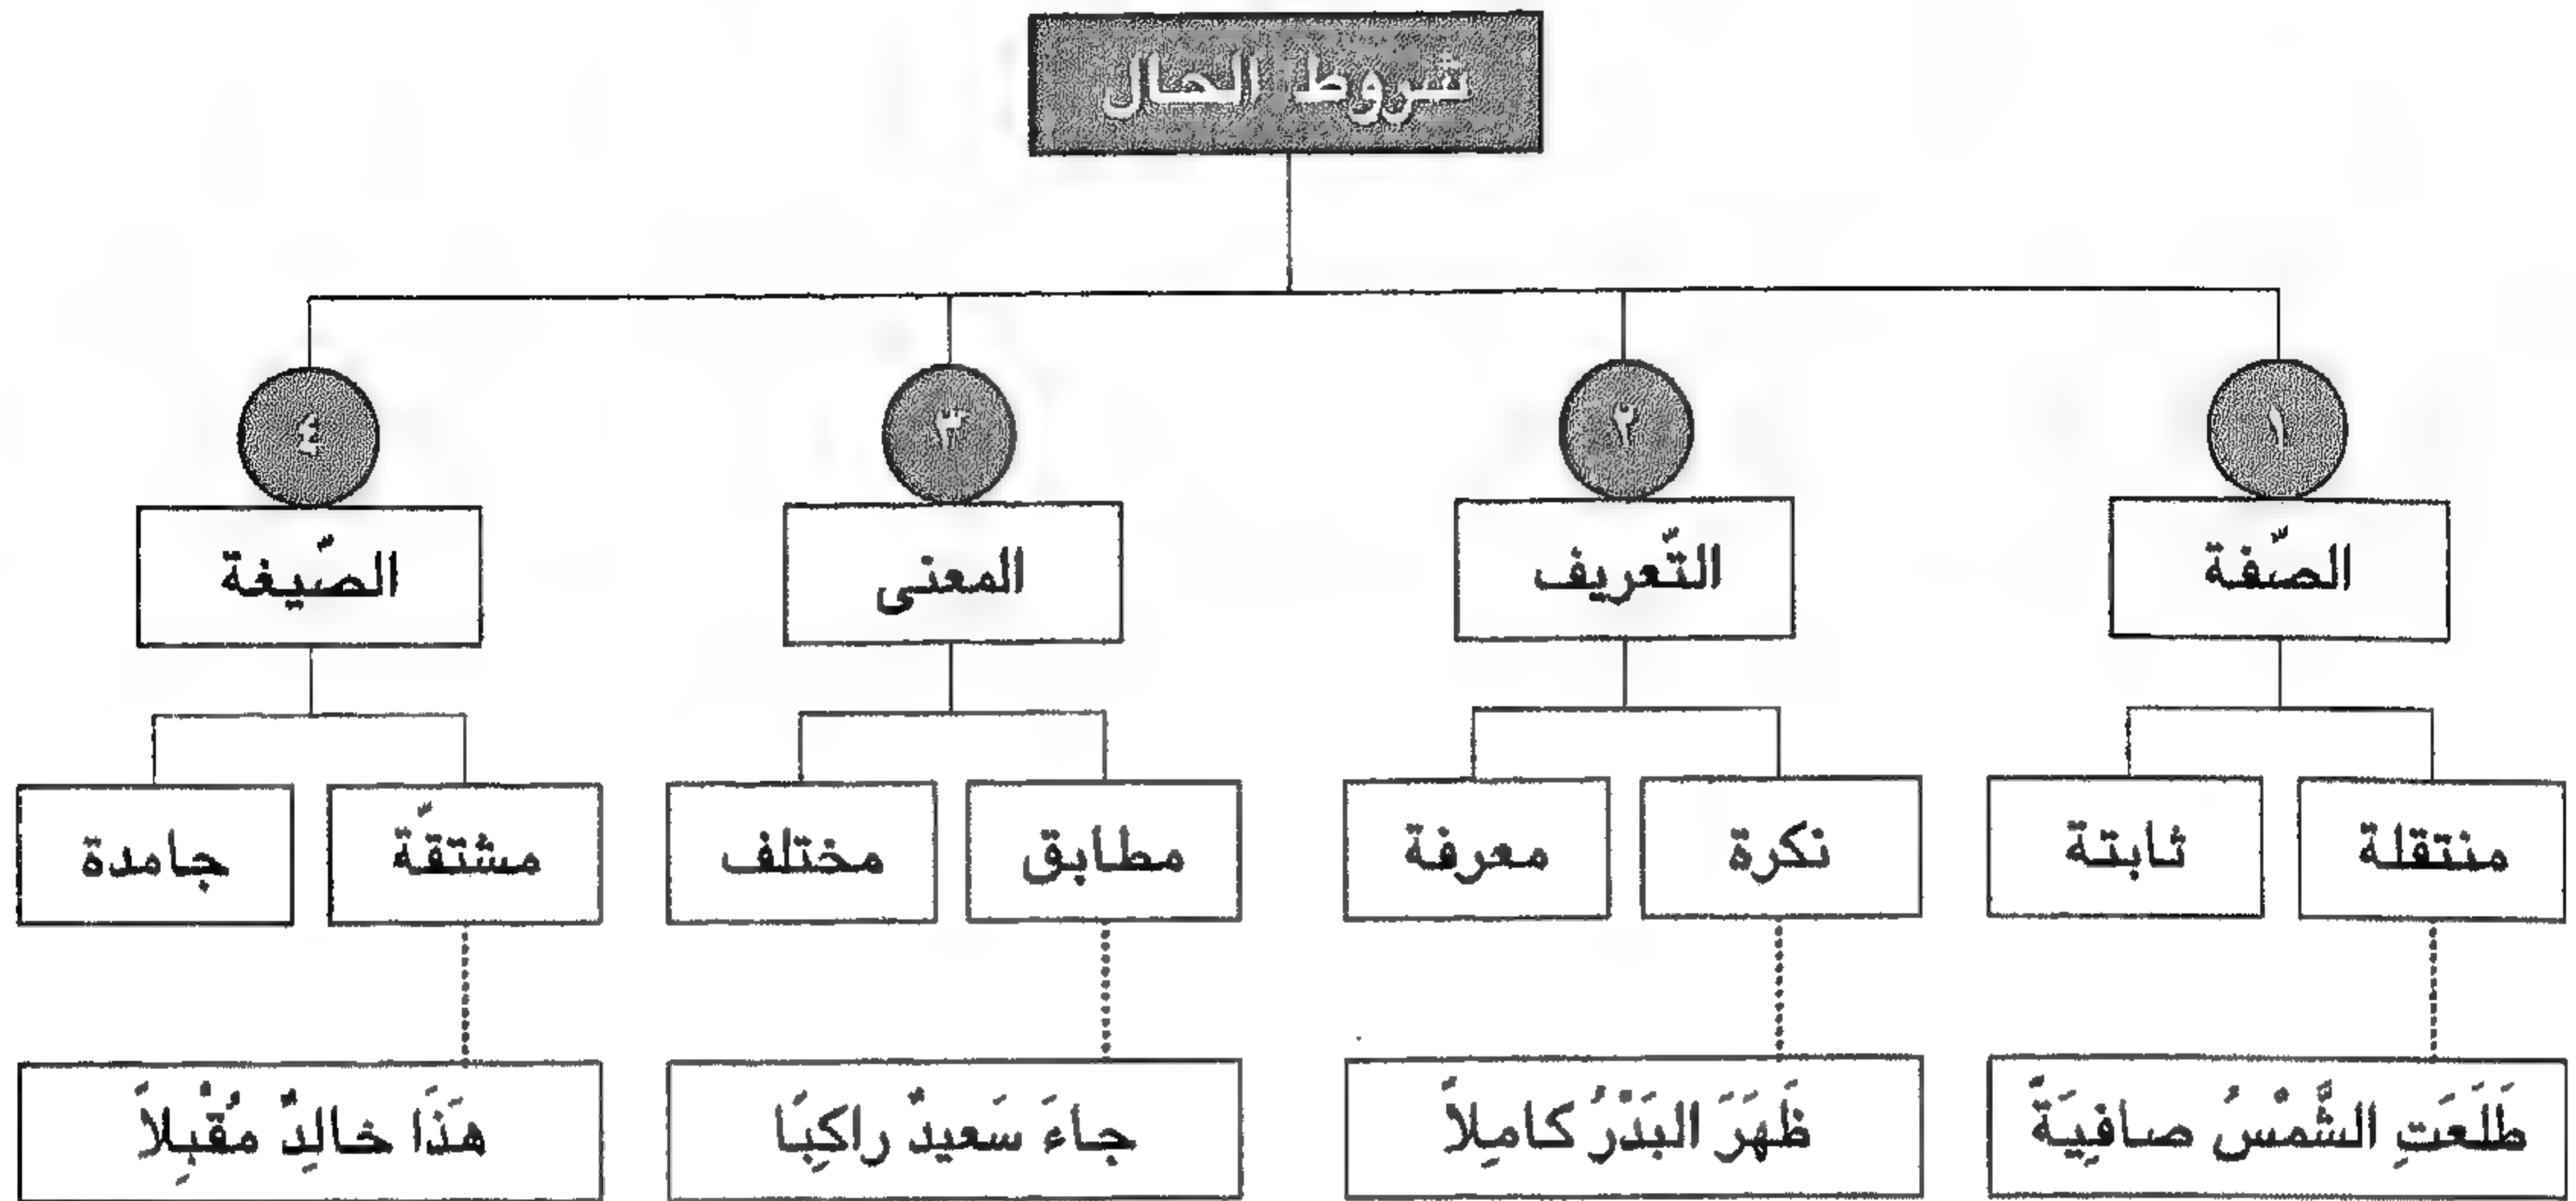 شروط الحال
١
٢
٣
٤
الصّفة
التّعريف
المعنى
الصّيغة
منتقلة
ثابتة
نكرة
معرفة
مطابق
مختلف
مشتقّة
جامدة
طَلَعَتِ الشَّمْسُ صافِيَةً
ظَهَرَ البَدْرُ كامِلاً
جاءَ سَعيدٌ راكِبًا
هَذَا خالِدٌ مُقْبِلاً